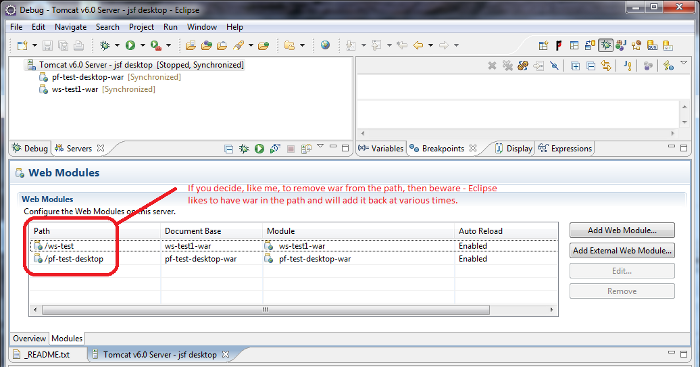 Debug - Tomcat v6.0 Server - jsf desktop - Eclipse
File Edit Navigate Search Project Run Window Help
Tomcat v6.0 Server - jsf desktop [Stopped, Synchronized]
pf-test-desktop-war [Synchronized]
ws-test1-war [Synchronized]
Debug Servers
Variables Breakpoints Display Expressions
Web Modules
If you decide, like me, to remove war from the path, then beware - Eclipse
likes to have war in the path and will add it back at various times.
Web Modules
Configure the Web Modules on this server.
Path Document Base Module Auto Reload
/ws-test ws-test1-war ws-test1-war Enabled
/pf-test-desktop pf-test-desktop-war pf-test-desktop-war Enabled
Add Web Module...
Add External Web Module...
Edit...
Remove
Overview Modules
_README.txt Tomcat v6.0 Server - jsf desktop